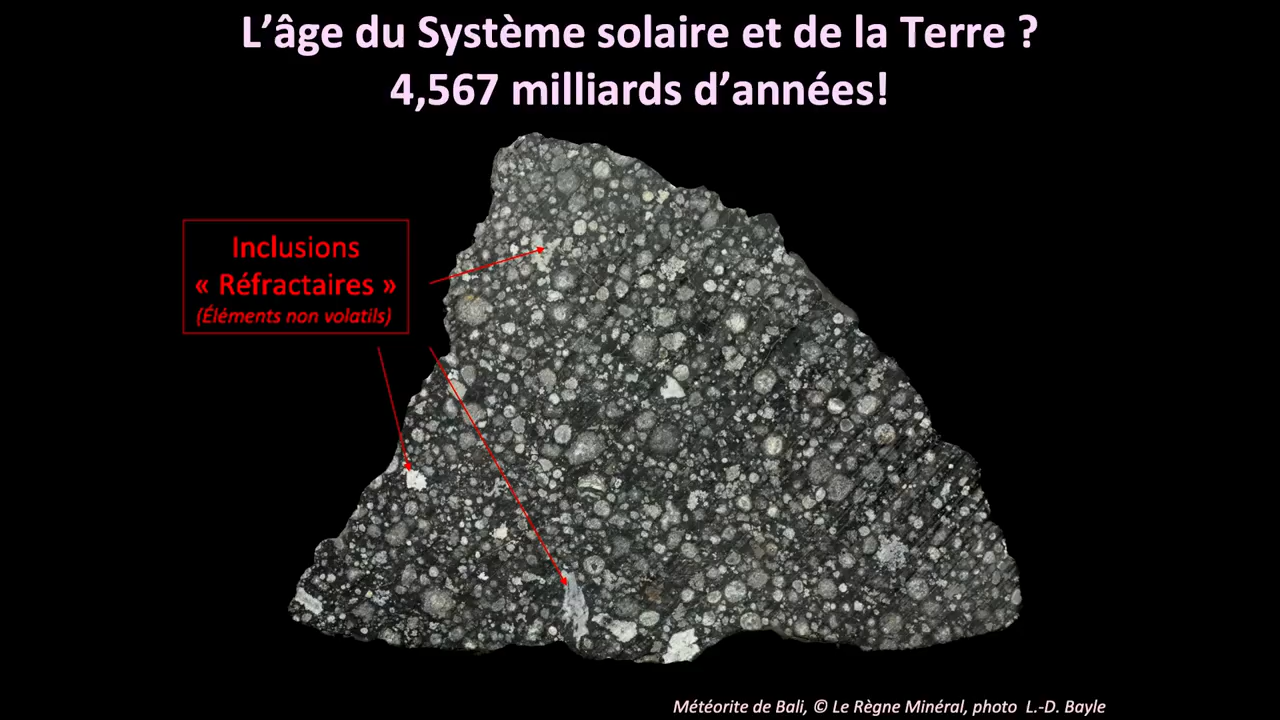 L’âge du Système solaire et de la Terre ?
4,567 milliards d’années!
Inclusions
« Réfractaires »
(Éléments non volatils)
Météorite de Bali, © Le Règne Minéral, photo L.-D. Bayle